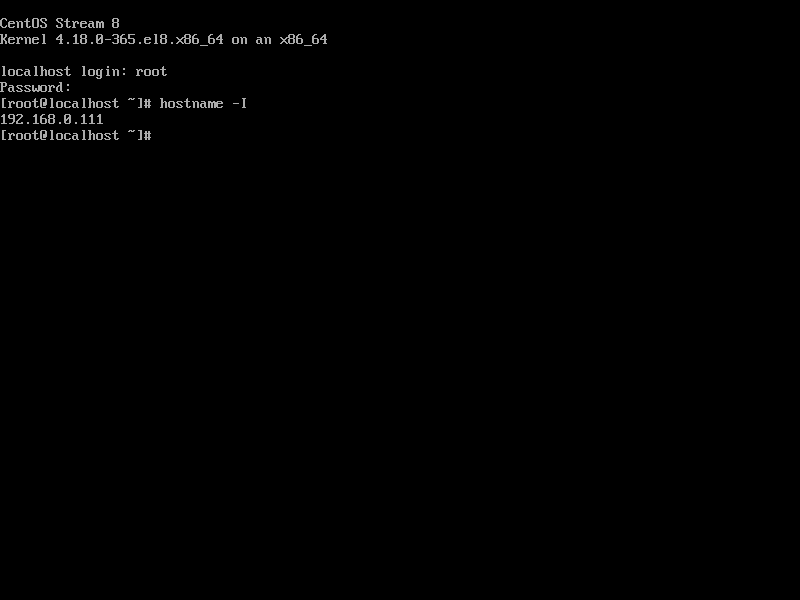 CentOS Stream 8
Kernel 4.18.0-365.el8.x86_64 on an x86_64
localhost login: root
Password:
[root@localhost ~]# hostname -I
192.168.0.111
[root@localhost ~]#